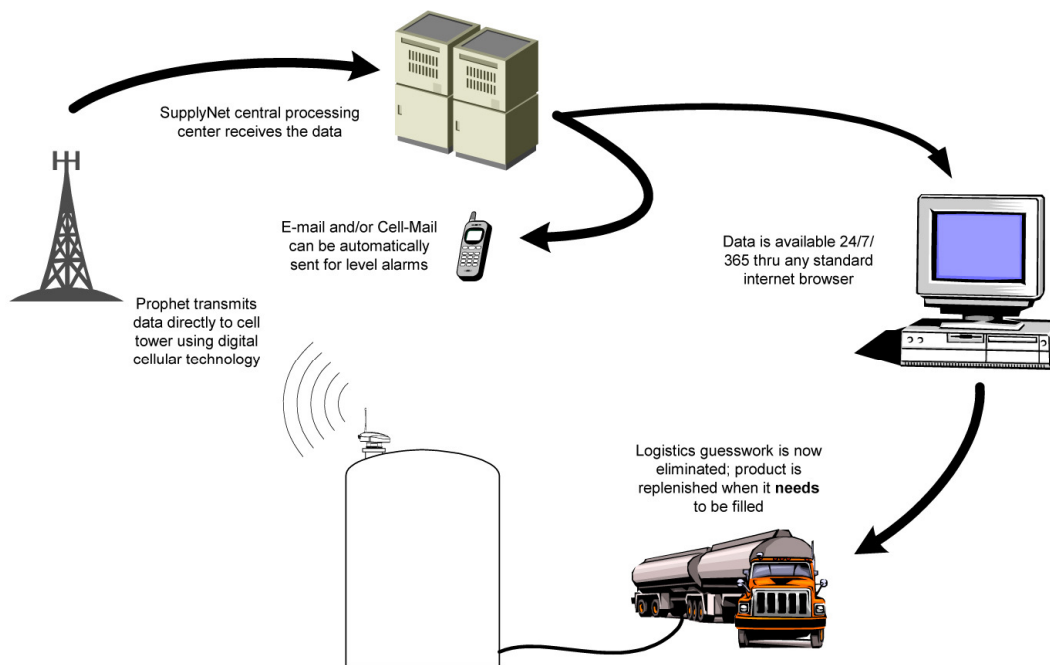 SupplyNet central processing
center receives the data
E-mail and/or Cell-Mail
can be automatically
sent for level alarms
Data is available 24/7/
365 thru any standard
internet browser
Prophet transmits
data directly to cell
tower using digital
cellular technology
Logistics guesswork is now
eliminated; product is
replenished when it needs
to be filled